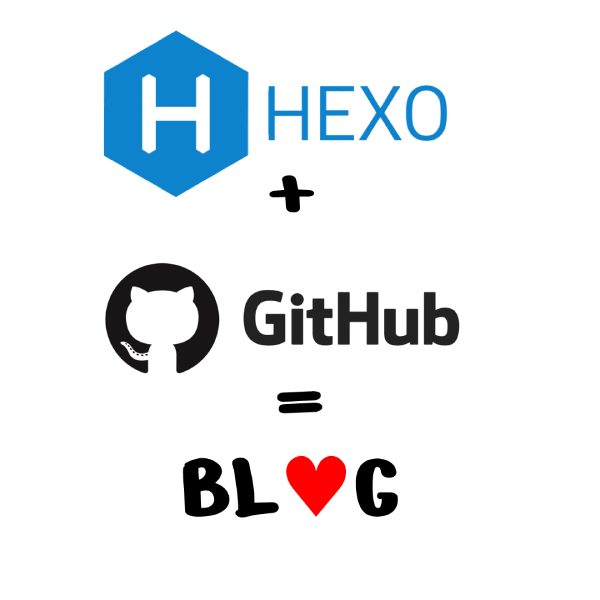 H HEXO
+
GitHub
=
BL♥G